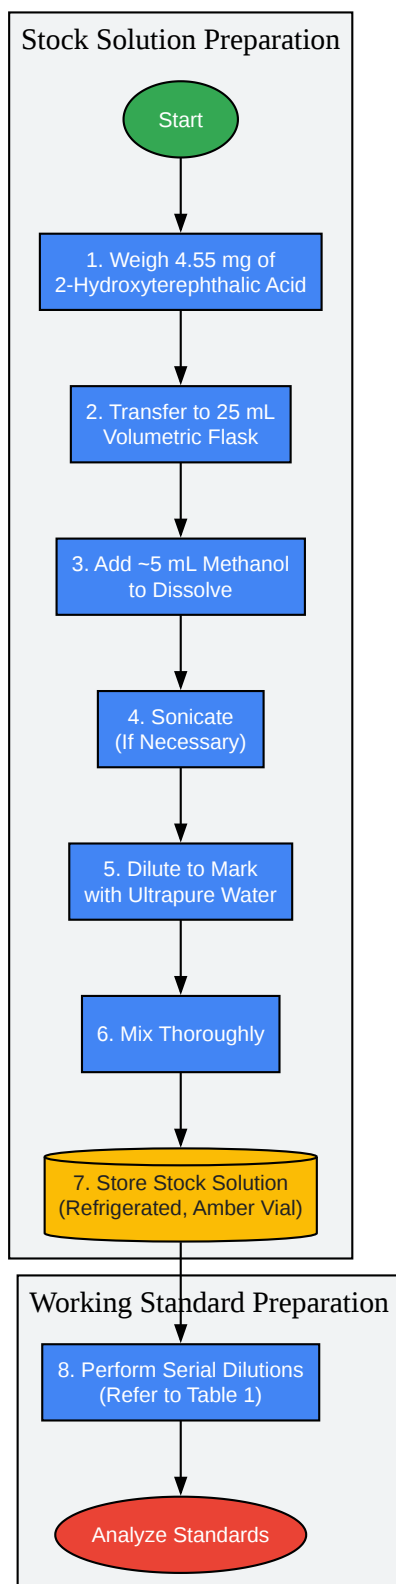 Stock Solution Preparation
Start
1. Weigh 4.55 mg of
2-Hydroxyterephthalic Acid
2. Transfer to 25 mL
Volumetric Flask
3. Add ~5 mL Methanol
to Dissolve
4. Sonicate
(If Necessary)
5. Dilute to Mark
with Ultrapure Water
6. Mix Thoroughly
7. Store Stock Solution
(Refrigerated, Amber Vial)
Working Standard Preparation
8. Perform Serial Dilutions
(Refer to Table 1)
Analyze Standards